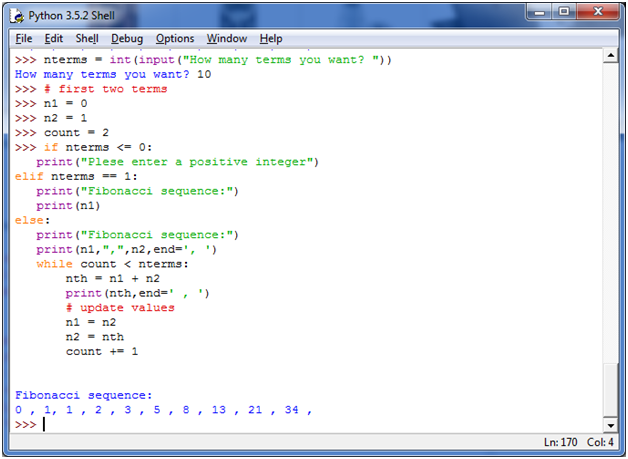 Python 3.5.2 Shell
File Edit Shell Debug Options Window Help
>>> nterms = int(input("How many terms you want? "))
How many terms you want? 10
>>> # first two terms
>>> n1 = 0
>>> n2 = 1
>>> count = 2
>>> if nterms <= 0:
   print("Plese enter a positive integer")
elif nterms == 1:
   print("Fibonacci sequence:")
   print(n1)
else:
   print("Fibonacci sequence:")
   print(n1,",",n2,end=', ')
   while count < nterms:
       nth = n1 + n2
       print(nth,end=' , ')
       # update values
       n1 = n2
       n2 = nth
       count += 1
Fibonacci sequence:
0 , 1, 1 , 2 , 3 , 5 , 8 , 13 , 21 , 34 ,
>>>
Ln: 170 Col: 4